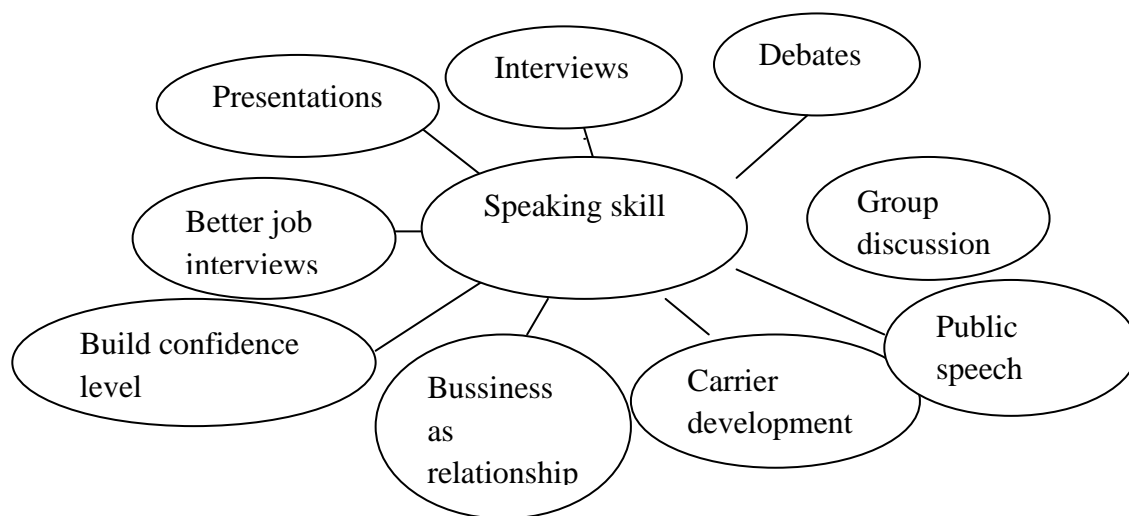 Presentations
Interviews
Debates
Better job
interviews
Speaking skill
Group
discussion
Build confidence
level
Bussiness
as
relationship
Carrier
development
Public
speech